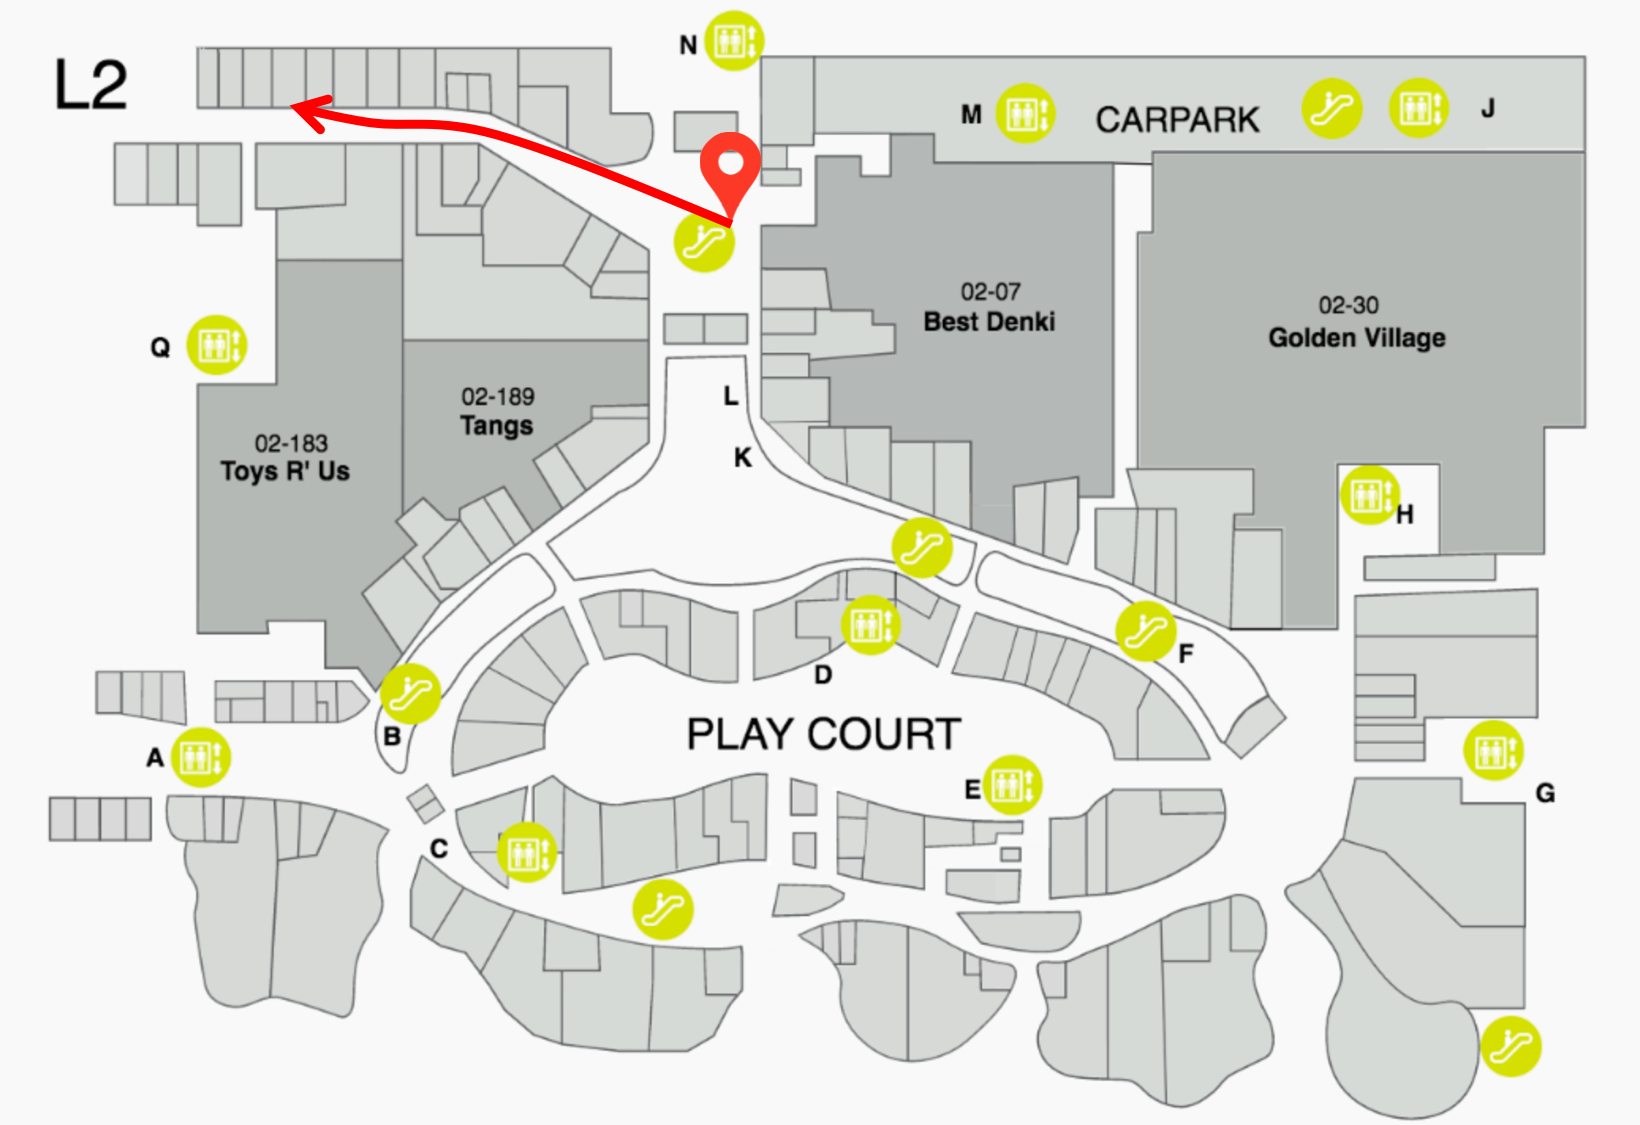 L2
N
M
CARPARK
J
02-07
Best Denki
02-30
Golden Village
Q
02-189
Tangs
L
02-183
Toys R' Us
K
H
F
D
B
PLAY COURT
A
E
G
C